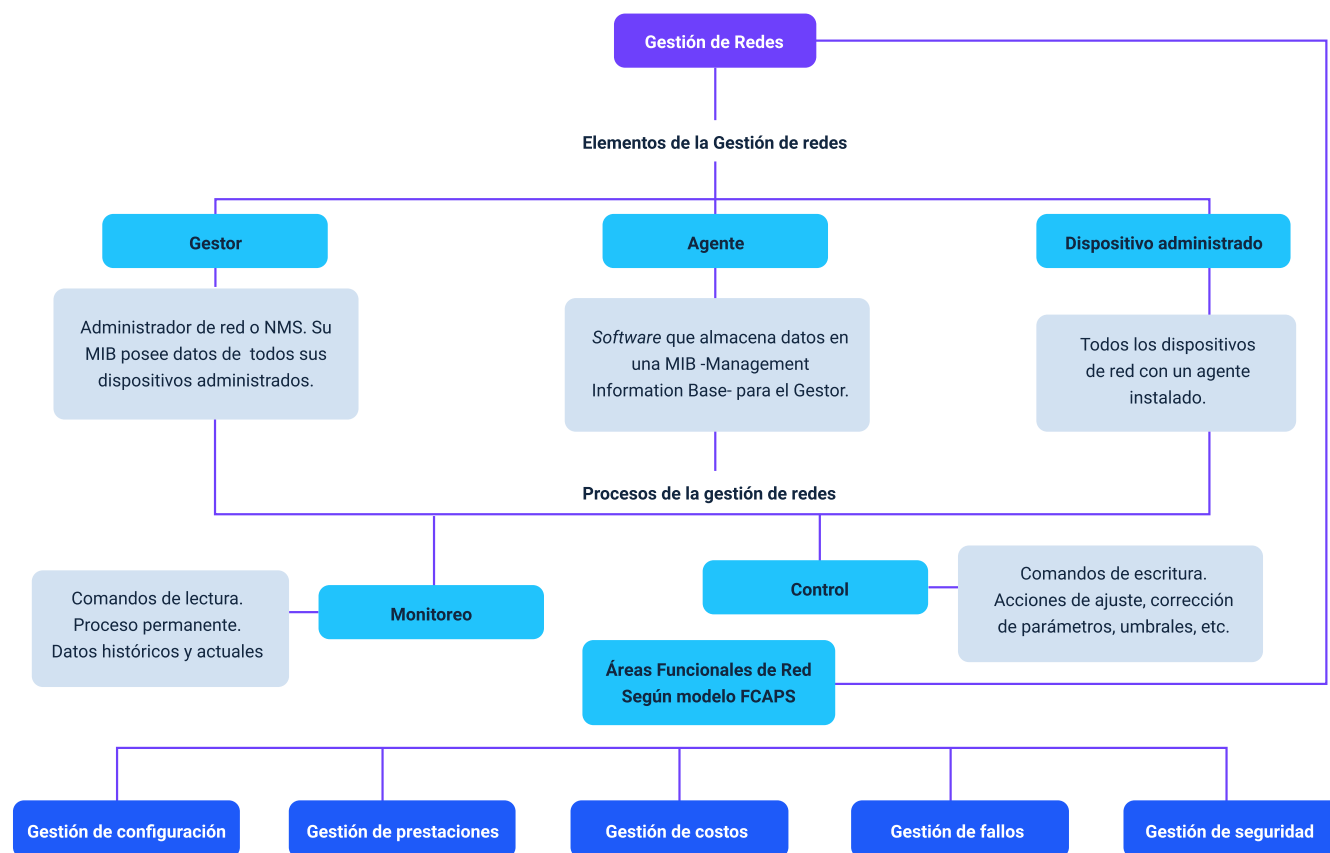 Gestión de Redes
Elementos de la Gestión de redes
Gestor
Agente
Dispositivo administrado
Administrador de red o NMS. Su
MIB posee datos de todos sus
dispositivos administrados.
Software que almacena datos en
una MIB -Management
Information Base- para el Gestor.
Todos los dispositivos
de red con un agente
instalado.
Procesos de la gestión de redes
Comandos de lectura.
Proceso permanente.
Datos históricos y actuales
Monitoreo
Control
Comandos de escritura.
Acciones de ajuste, corrección
de parámetros, umbrales, etc.
Áreas Funcionales de Red
Según modelo FCAPS
Gestión de configuración
Gestión de prestaciones
Gestión de costos
Gestión de fallos
Gestión de seguridad